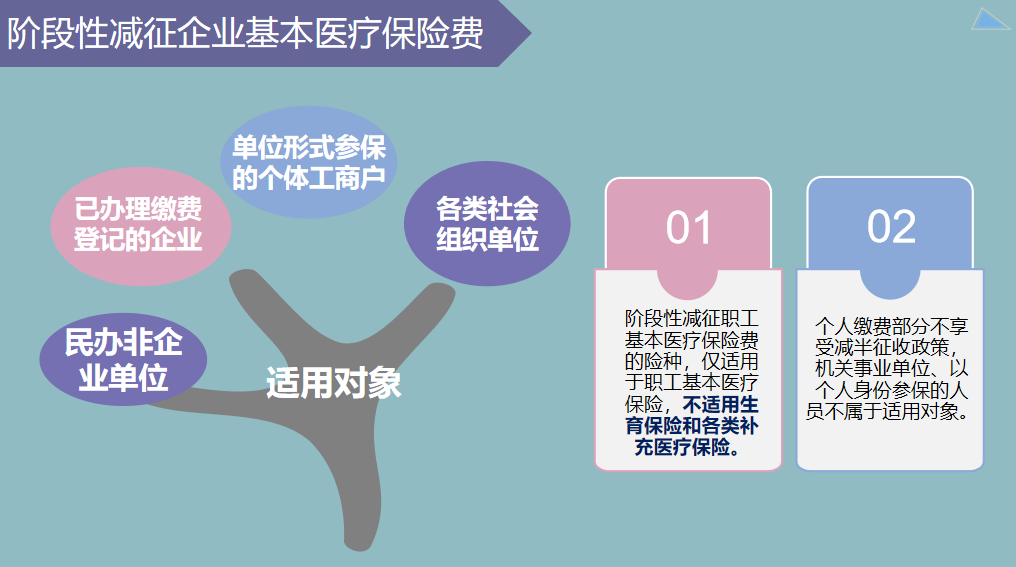 阶段性减征企业基本医疗保险费
单位形式参保
的个体工商户
已办理缴费
登记的企业
各类社会
组织单位
民办非企
业单位
适用对象
01
阶段性减征职工
基本医疗保险费
的险种，仅适用
于职工基本医疗
保险，不适用生
育保险和各类补
充医疗保险。
02
个人缴费部分不享
受减半征收政策，
机关事业单位、以
个人身份参保的人
员不属于适用对象。